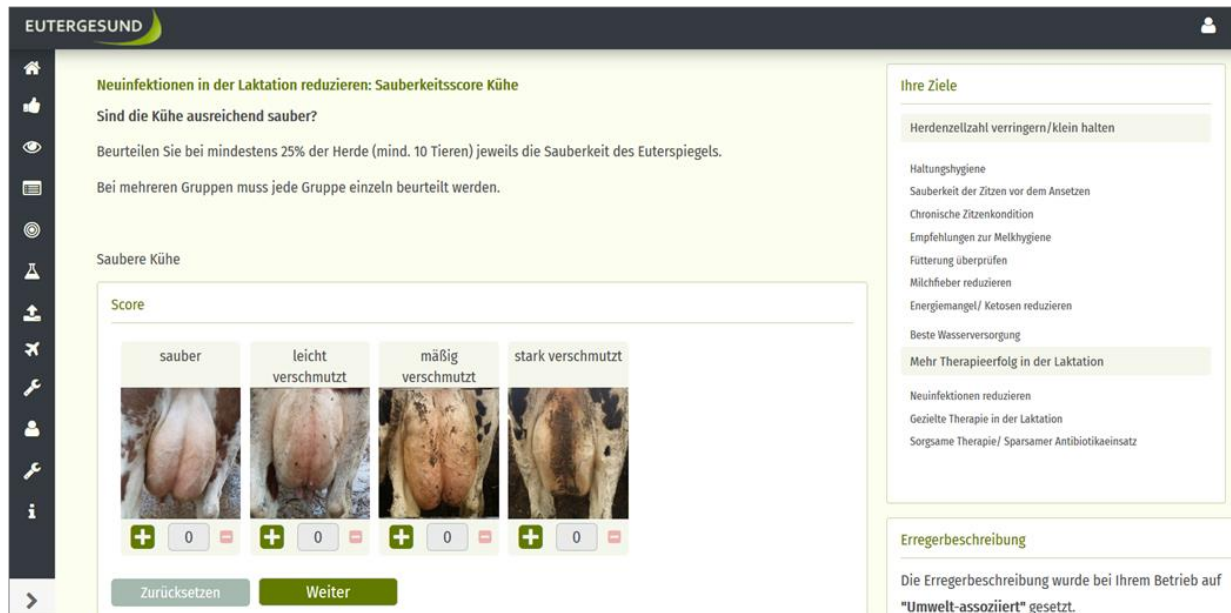 EUTERGESUND
Neuinfektionen in der Laktation reduzieren: Sauberkeitsscore Kühe
Sind die Kühe ausreichend sauber?
Beurteilen Sie bei mindestens 25% der Herde (mind. 10 Tieren) jeweils die Sauberkeit des Euterspiegels.
Bei mehreren Gruppen muss jede Gruppe einzeln beurteilt werden.
Saubere Kühe
Score
sauber
leicht
verschmutzt
mäßig
verschmutzt
stark verschmutzt
0
0
0
0
Zurücksetzen
Weiter
Ihre Ziele
Herdenzellzahl verringern/klein halten
Haltungshygiene
Sauberkeit der Zitzen vor dem Ansetzen
Chronische Zitzenkondition
Empfehlungen zur Melkhygiene
Fütterung überprüfen
Milchfieber reduzieren
Energiemangel/ Ketosen reduzieren
Beste Wasserversorgung
Mehr Therapieerfolg in der Laktation
Neuinfektionen reduzieren
Gezielte Therapie in der Laktation
Sorgsame Therapie/ Sparsamer Antibiotikaeinsatz
Erregerbeschreibung
Die Erregerbeschreibung wurde bei Ihrem Betrieb auf
"Umwelt-assoziiert" gesetzt.